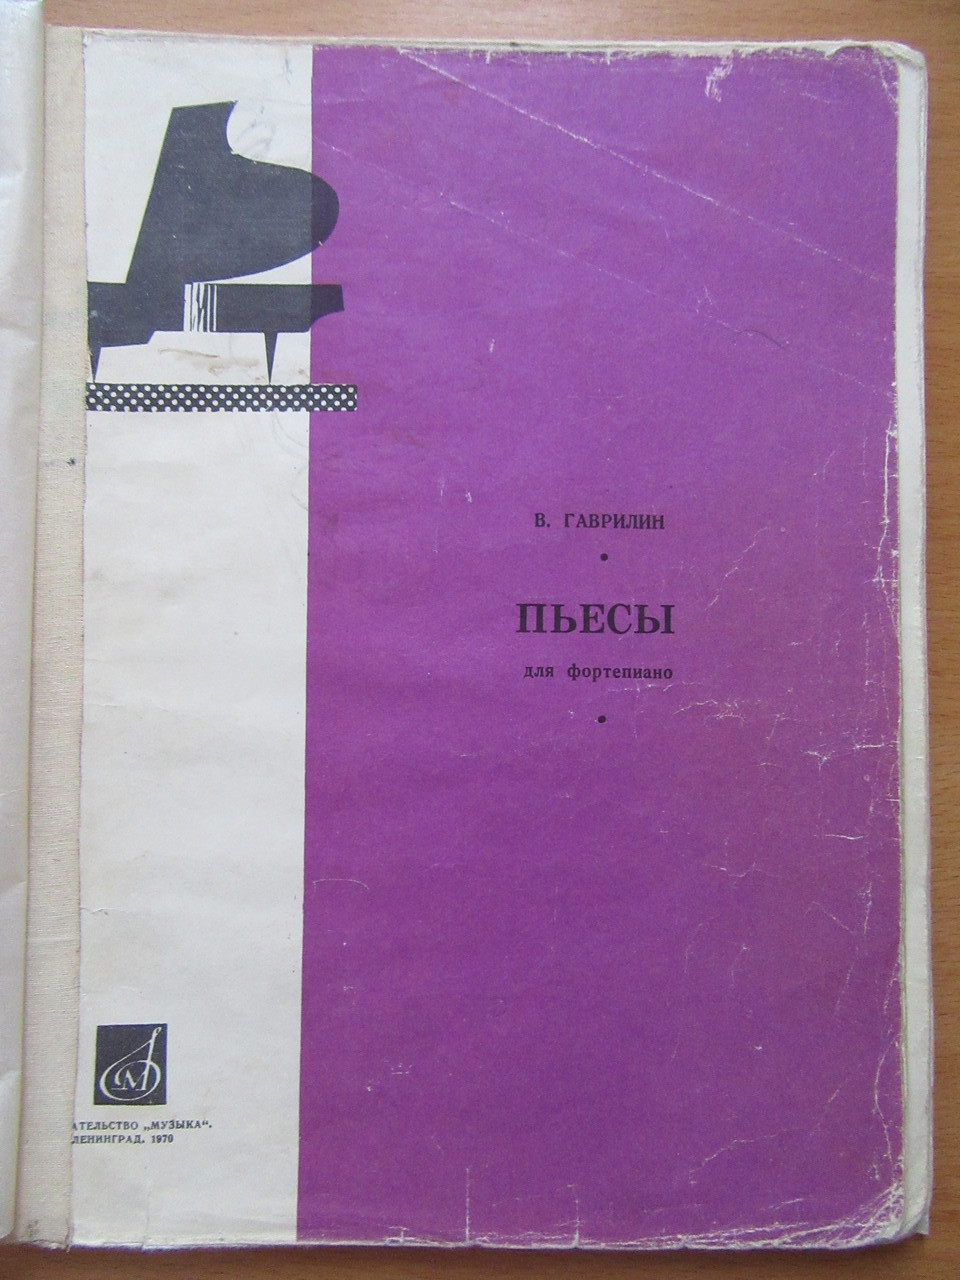 В. ГАВРИЛИН
ПЬЕСЫ
для фортепиано
М
АТЕЛЬСТВО „МУЗЫКА“.
ЛЕНИНГРАД. 1970